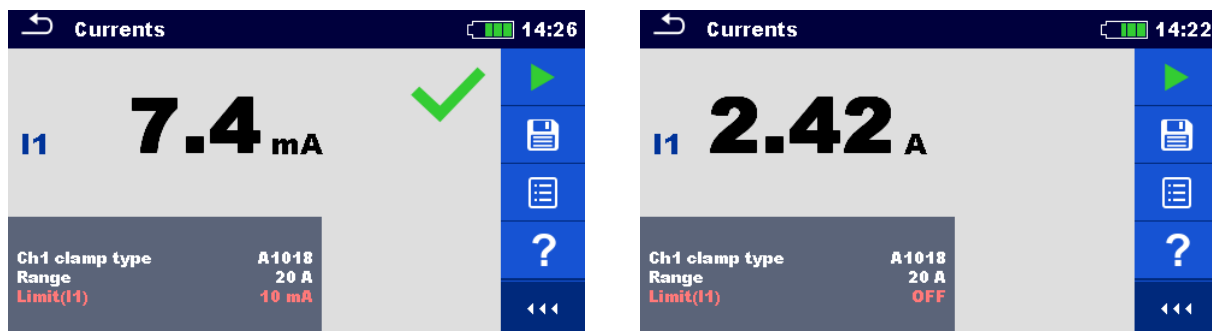 Currents 14:26
I1 7.4 mA
?
Ch1 clamp type A1018
Range 20 A
Limit(I1) 10 mA
Currents 14:22
I1 2.42 A
?
Ch1 clamp type A1018
Range 20 A
Limit(I1) OFF